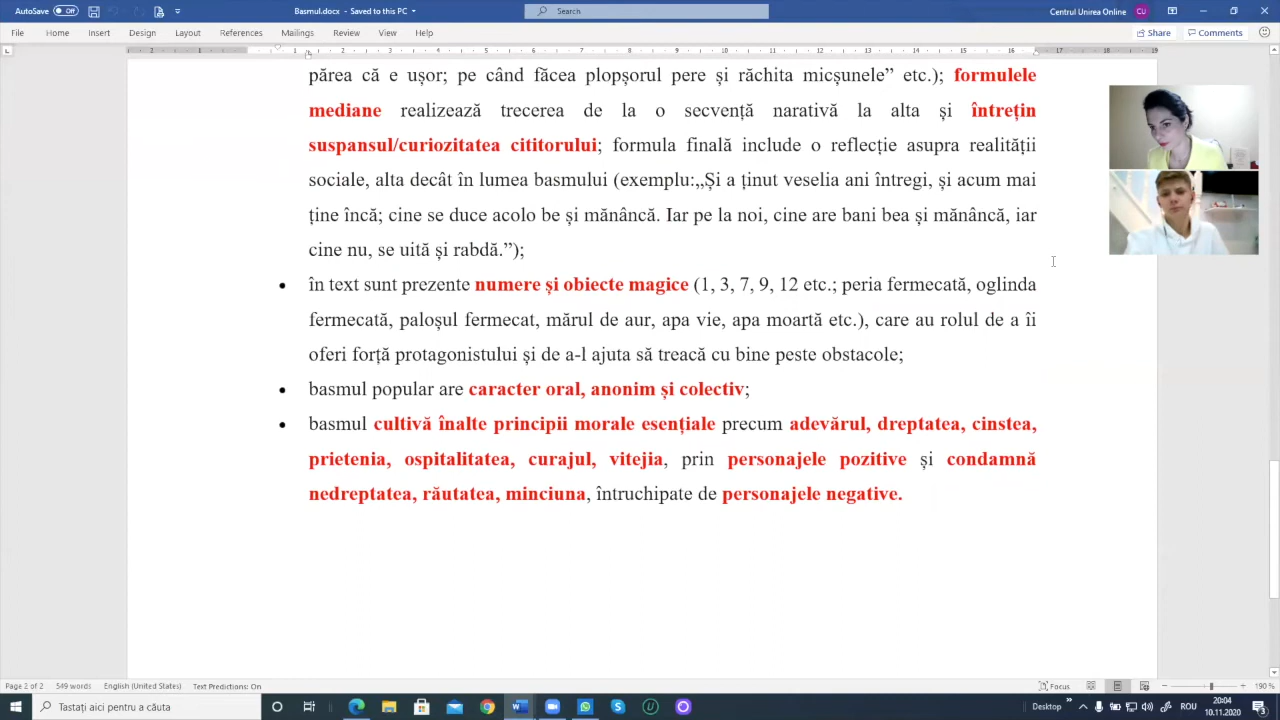 AutoSave Off
Basmul.docx - Saved to this PC
Search
Centrul Unirea Online CU
File Home Insert Design Layout References Mailings Review View Help
Share Comments
părea că e ușor; pe când făcea plopșorul pere și răchita micșunele” etc.); formulele
mediane realizează trecerea de la o secvență narativă la alta și întrețin
suspansul/curiozitatea cititorului; formula finală include o reflecție asupra realității
sociale, alta decât în lumea basmului (exemplu:„Și a ținut veselia ani întregi, și acum mai
ține încă; cine se duce acolo be și mănâncă. Iar pe la noi, cine are bani bea și mănâncă, iar
cine nu, se uită și rabdă.”);
• în text sunt prezente numere și obiecte magice (1, 3, 7, 9, 12 etc.; peria fermecată, oglinda
fermecată, paloșul fermecat, mărul de aur, apa vie, apa moartă etc.), care au rolul de a îi
oferi forță protagonistului și de a-l ajuta să treacă cu bine peste obstacole;
• basmul popular are caracter oral, anonim și colectiv;
• basmul cultivă înalte principii morale esențiale precum adevărul, dreptatea, cinstea,
prietenia, ospitalitatea, curajul, vitejia, prin personajele pozitive și condamnă
nedreptatea, răutatea, minciuna, întruchipate de personajele negative.
Page 2 of 2 549 words English (United States) Text Predictions: On
Focus
190 %
Tastați aici pentru a căuta
Desktop
ROU
20:04
10.11.2020